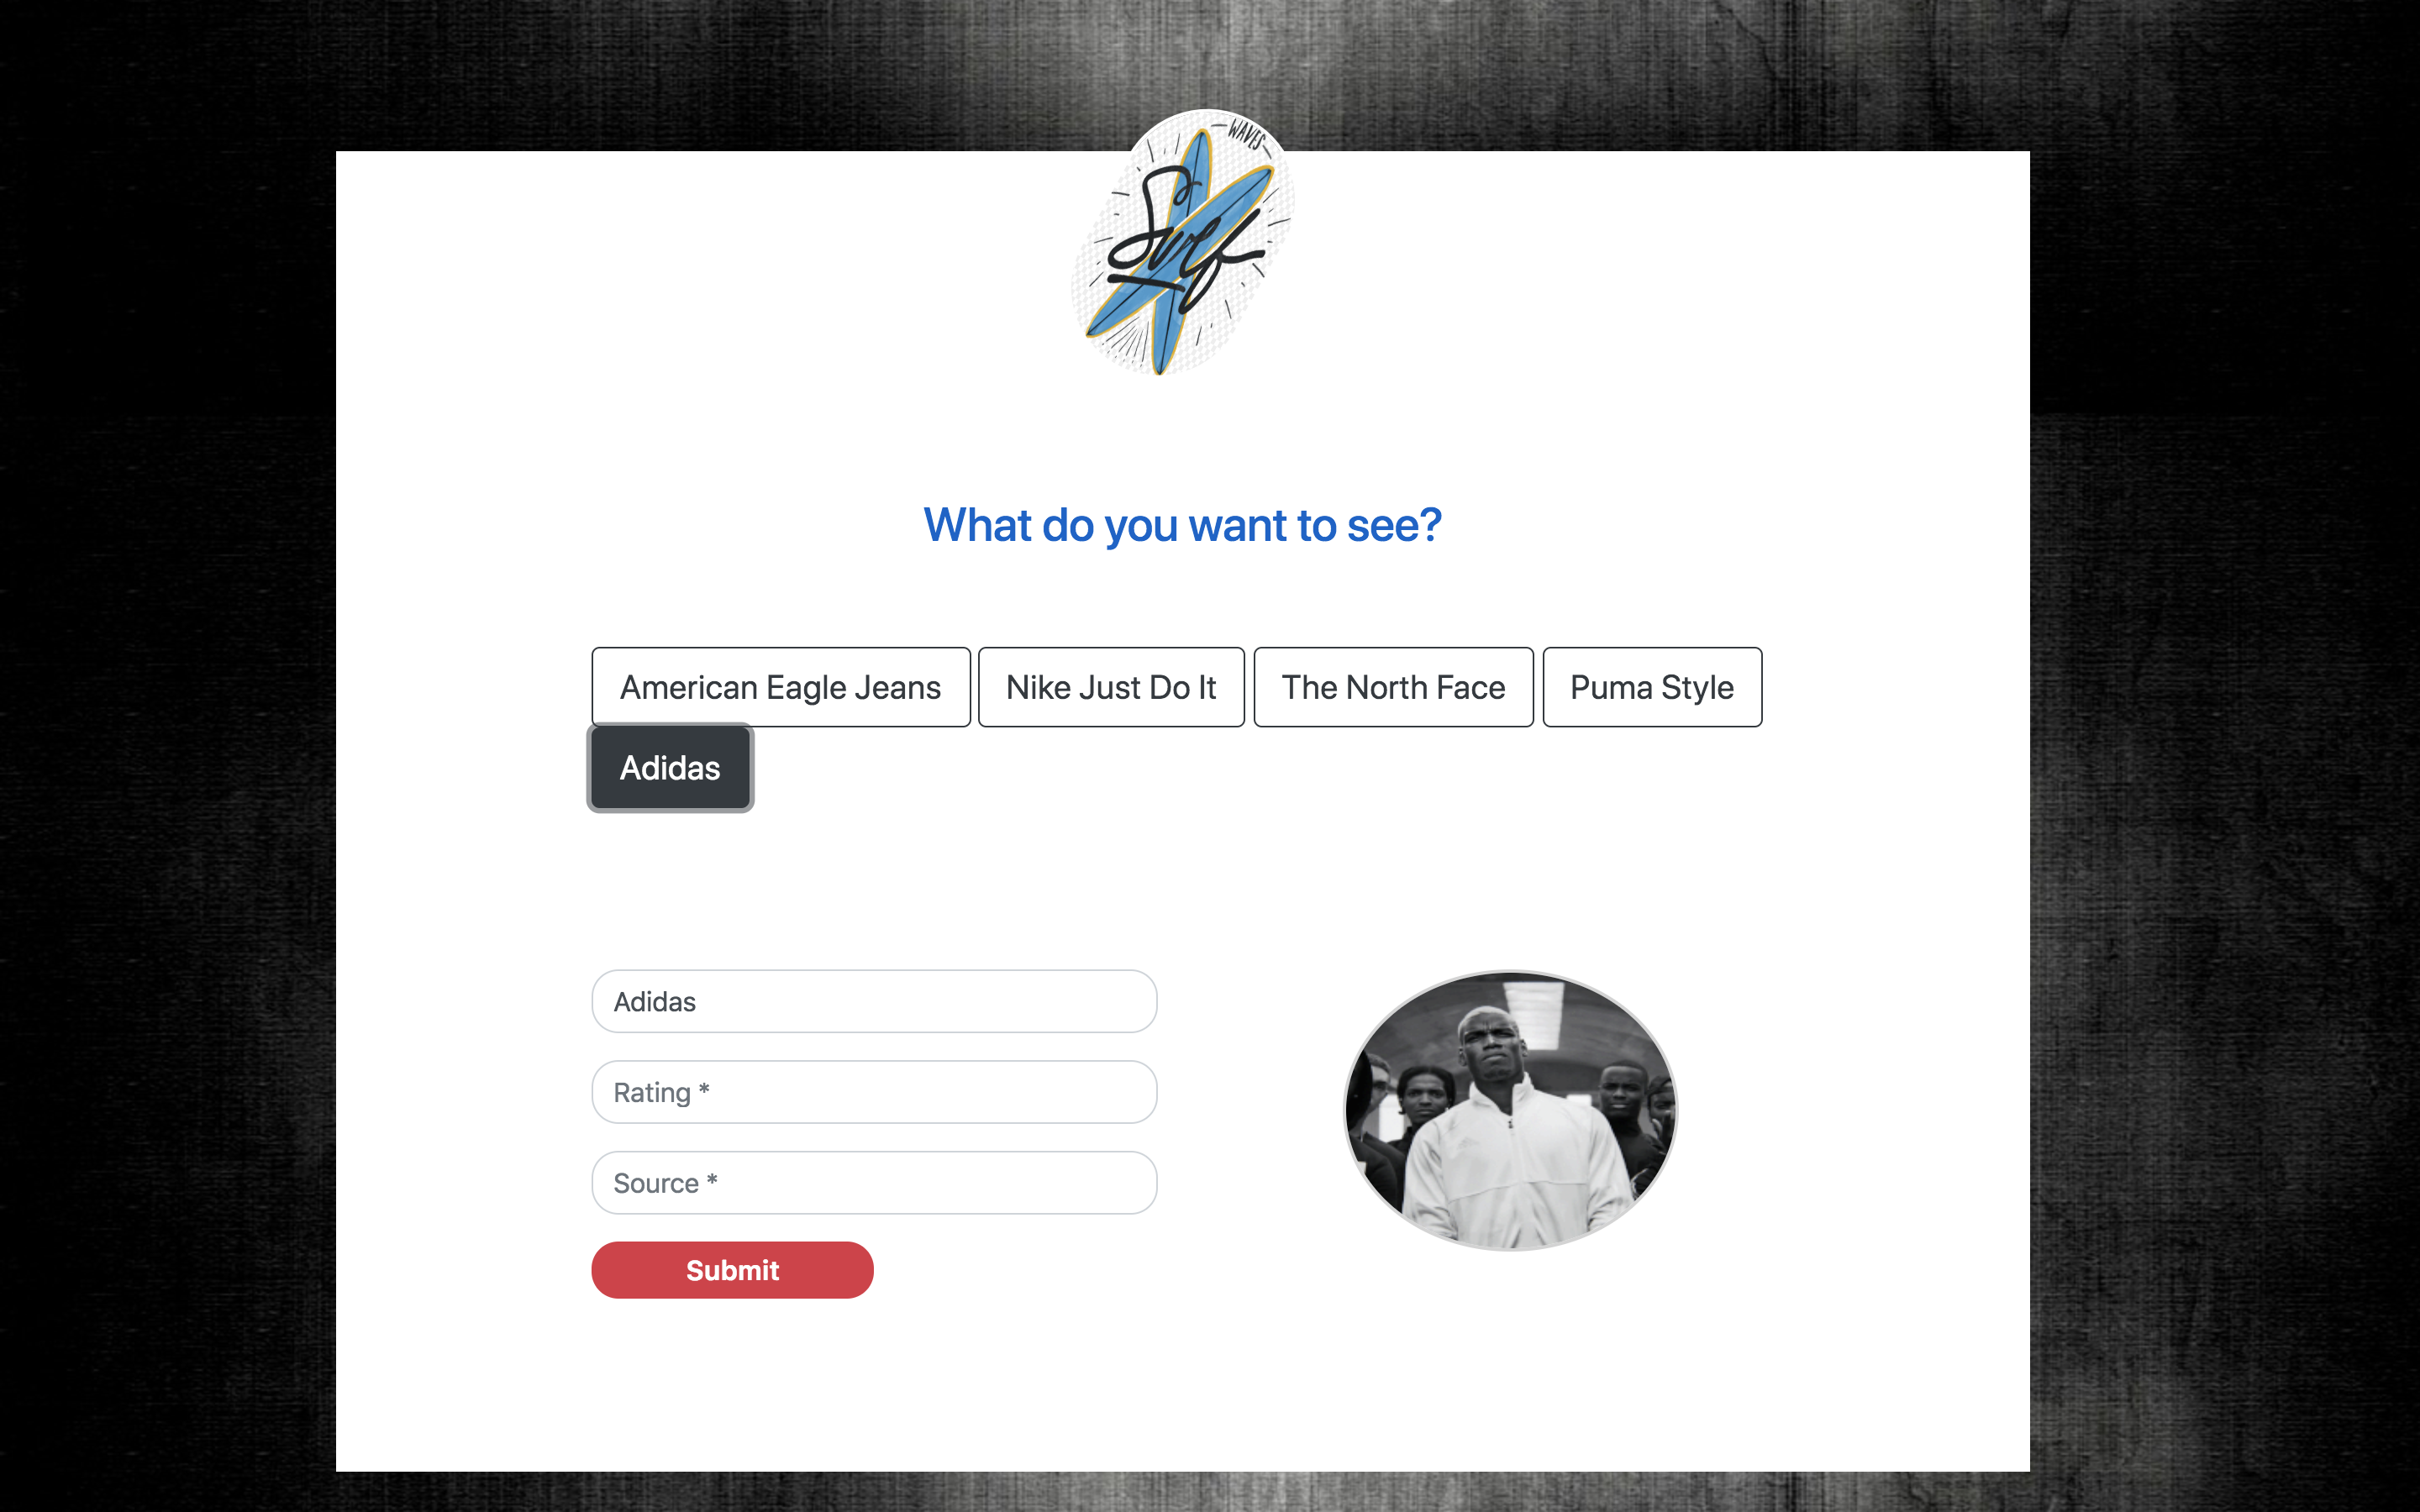 WAVES
Surf
What do you want to see?
American Eagle Jeans Nike Just Do It The North Face Puma Style
Adidas
Adidas
Rating *
Source *
Submit